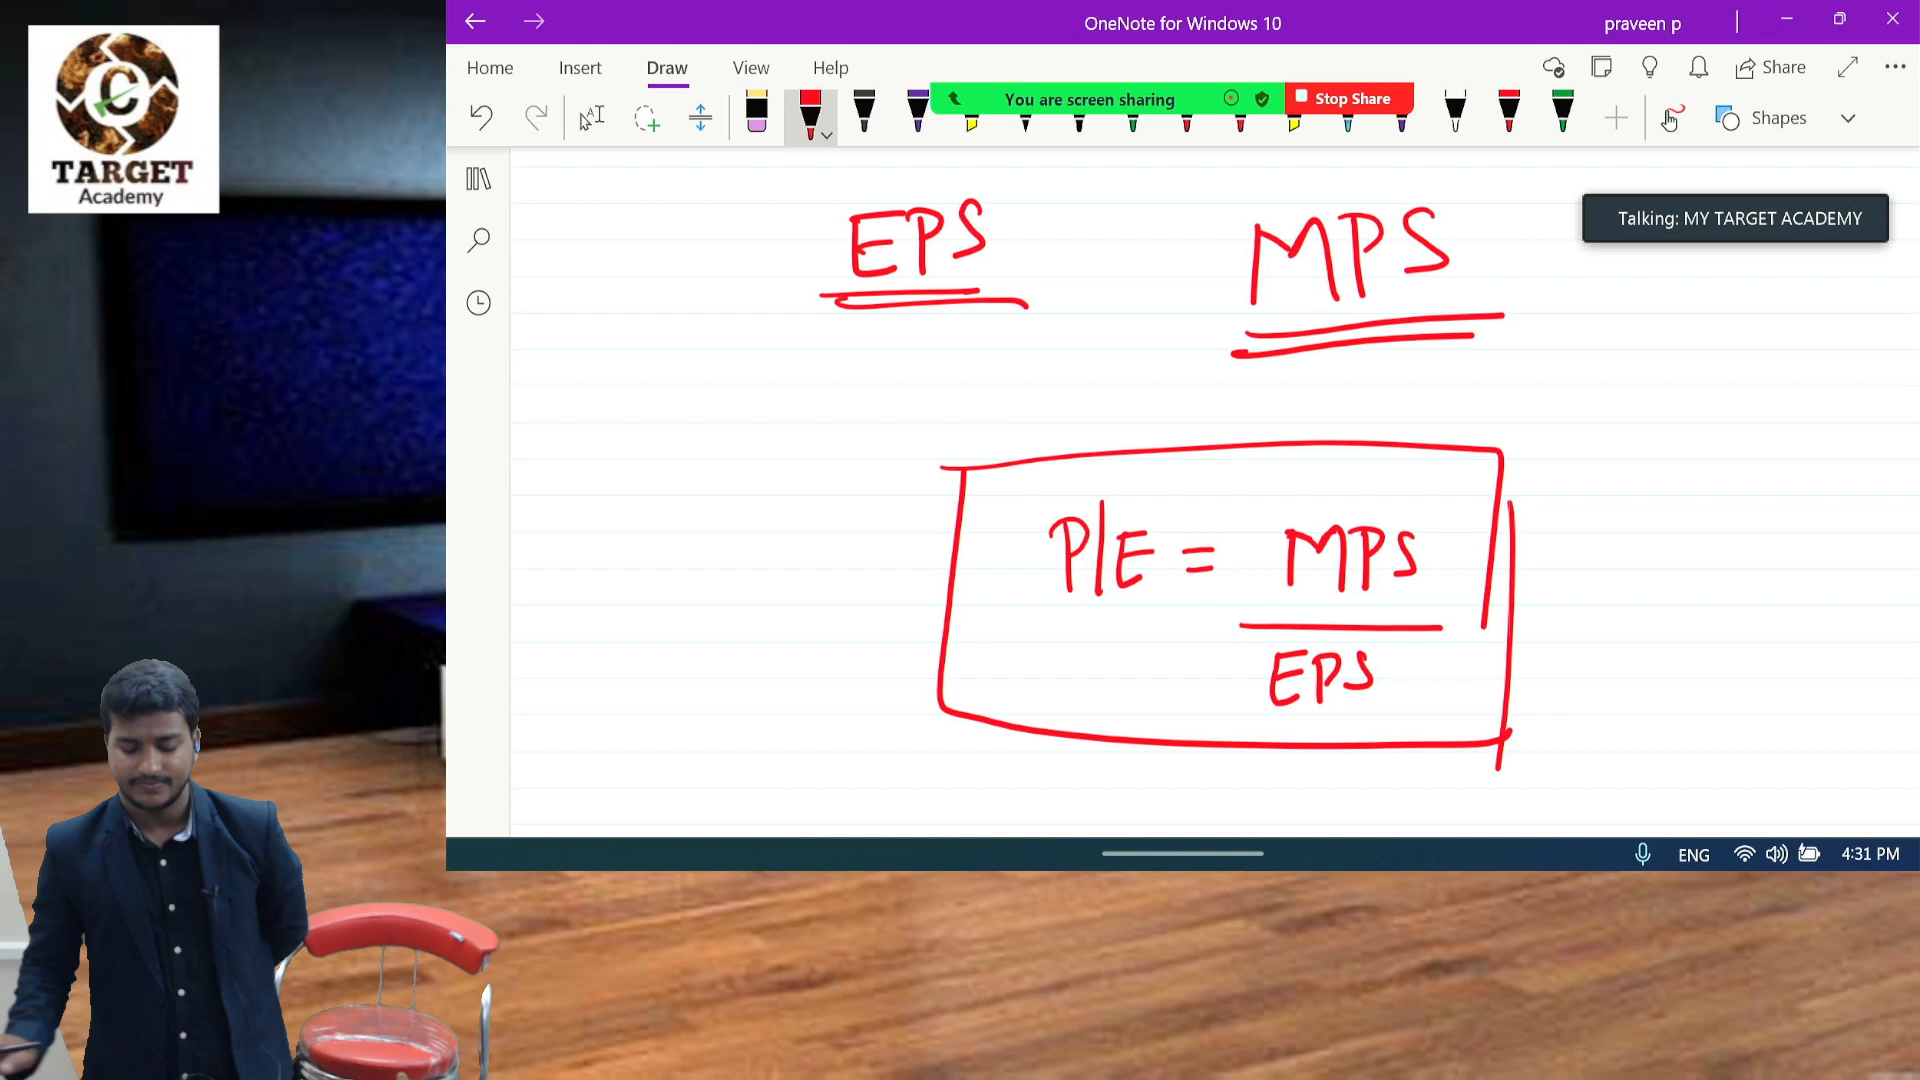 C
TARGET
Academy
OneNote for Windows 10
praveen p
Home Insert Draw View Help
Share
You are screen sharing
Stop Share
Shapes
Talking: MY TARGET ACADEMY
EPS MPS
P/E = MPS
EPS
ENG
4:31 PM